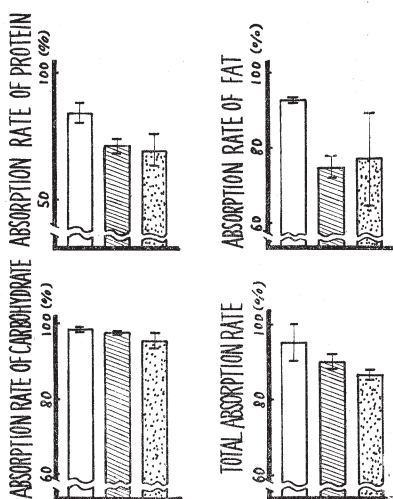 ABSORPTION RATE OF PROTEIN
100 (%)
50
ABSORPTION RATE OF FAT
100 (%)
80
60
ABSORPTION RATE OF CARBOHYDRATE
100 (%)
80
60
TOTAL ABSORPTION RATE
100 (%)
80
60